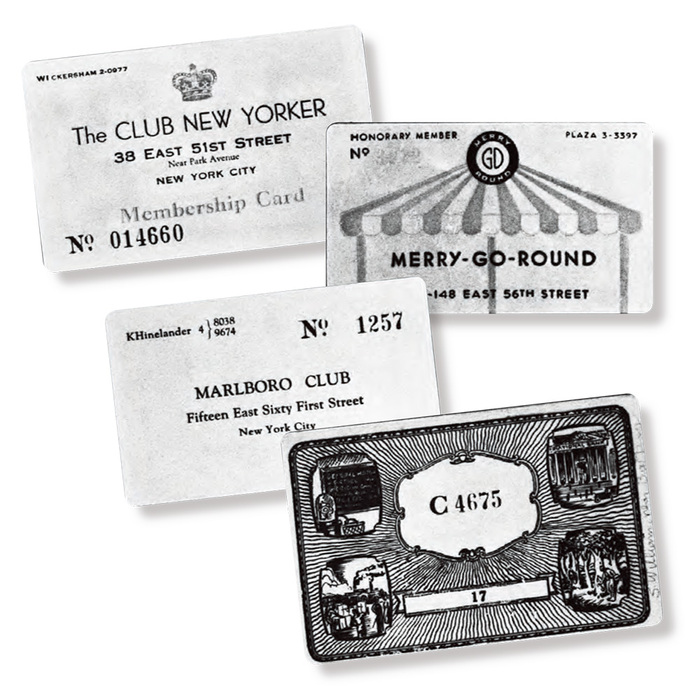 WICKERSHAM 2-0977
The CLUB NEW YORKER
38 EAST 51ST STREET
Near Park Avenue
NEW YORK CITY
Membership Card
Nº 014660
HONORARY MEMBER
PLAZA 3-3397
Nº
MERRY
GO
ROUND
MERRY-GO-ROUND
-148 EAST 56TH STREET
KHinelander 4 } 8038
9674
Nº 1257
MARLBORO CLUB
Fifteen East Sixty First Street
New York City
C 4675
17